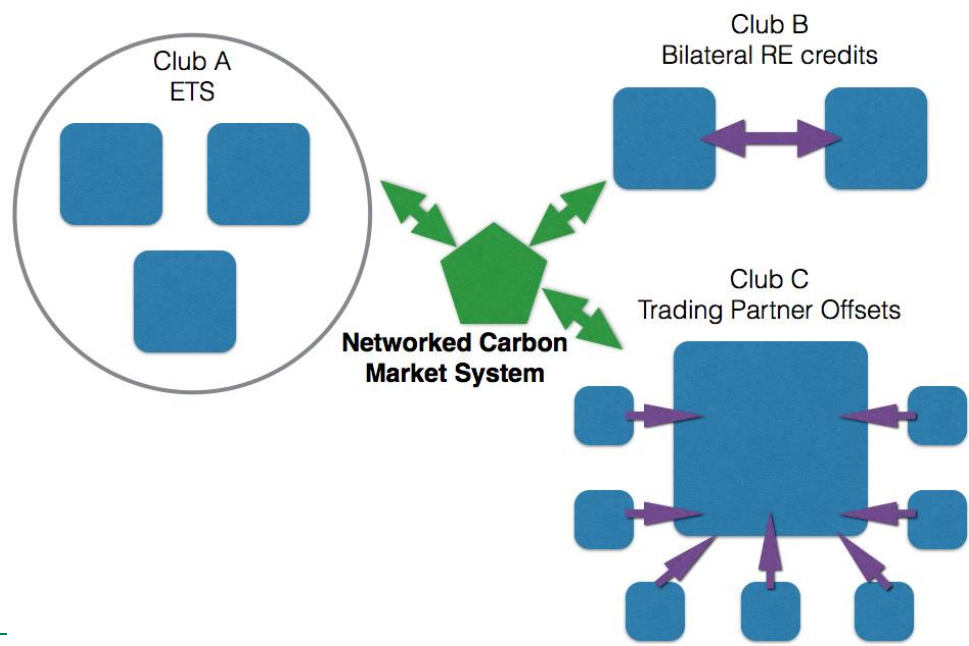 Club A
ETS
Club B
Bilateral RE credits
Networked Carbon
Market System
Club C
Trading Partner Offsets